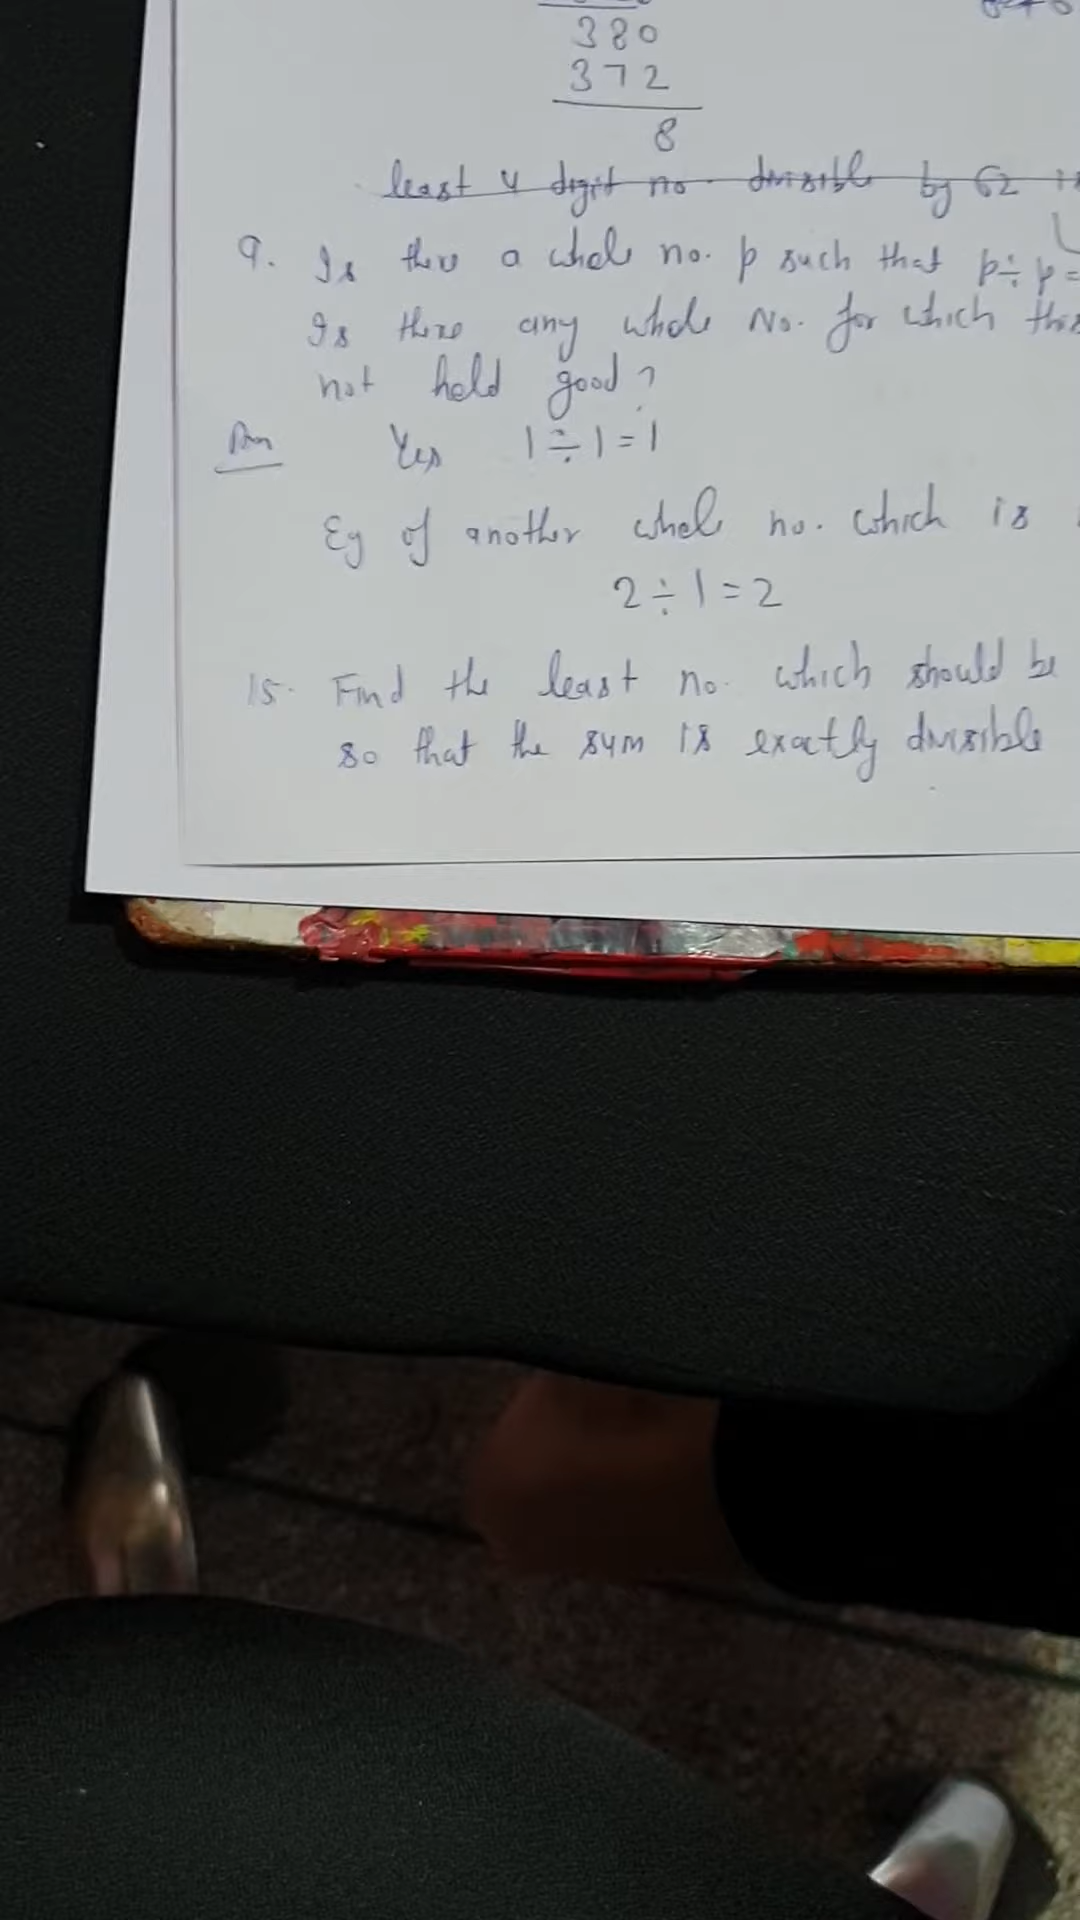 380
372
8
least 4 digit no. divisible by 62
9. Is there a whole no. p such that p÷p=
Is there any whole No. for which this
not hold good?
Ans Yes 1÷1=1
Eg of another whole no. which is
2÷1=2
15. Find the least no. which should be
so that the sum is exactly divisible